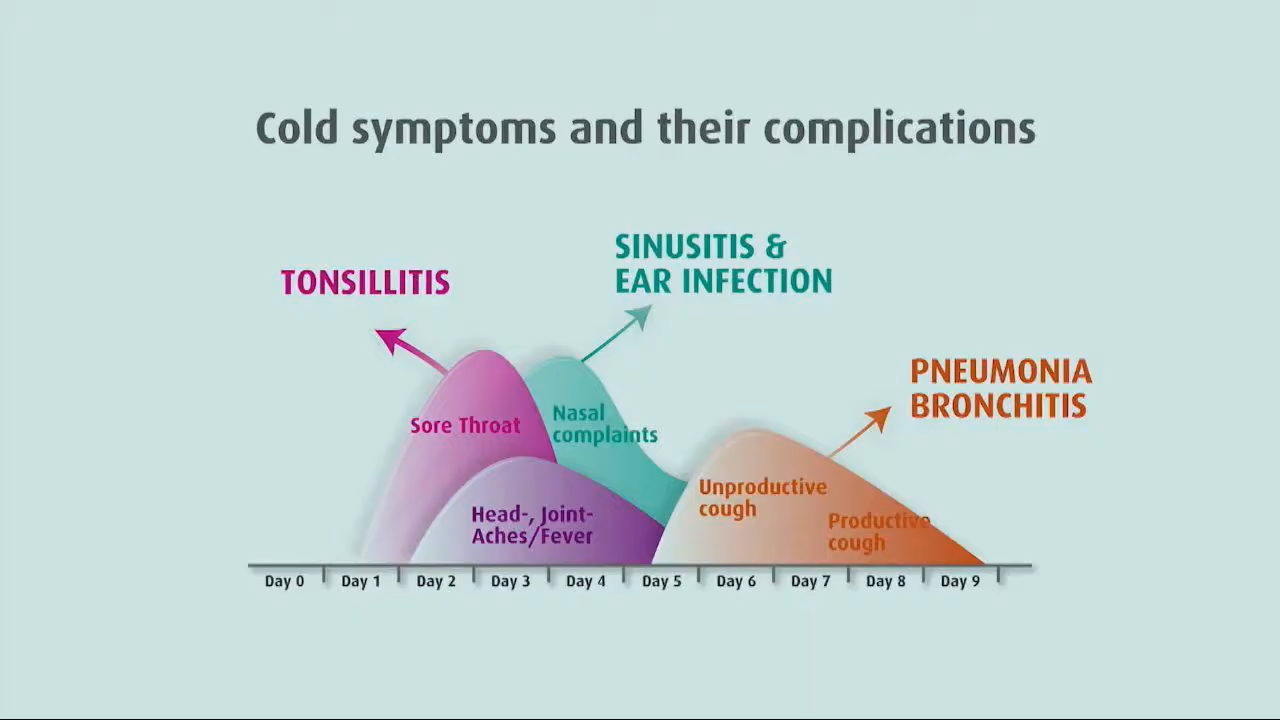 Cold symptoms and their complications
TONSILLITIS
SINUSITIS &
EAR INFECTION
PNEUMONIA
BRONCHITIS
Sore Throat
Nasal
complaints
Head-, Joint-
Aches/Fever
Unproductive
cough
Productive
cough
Day 0 Day 1 Day 2 Day 3 Day 4 Day 5 Day 6 Day 7 Day 8 Day 9